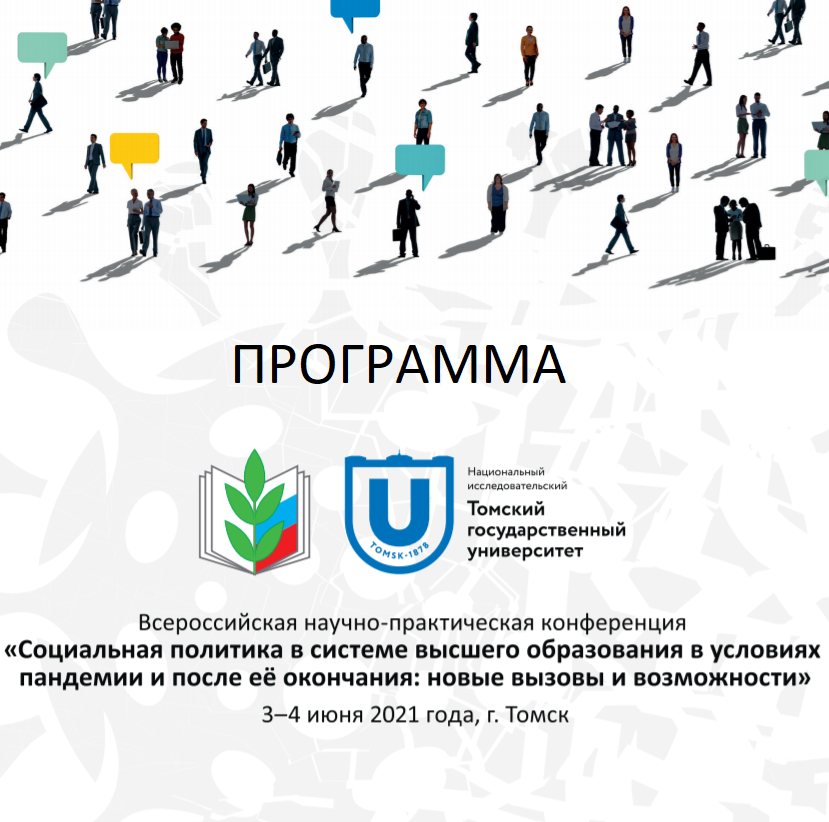 ПРОГРАММА
Национальный
исследовательский
Томский
государственный
университет
U
TOMSK-1878
Всероссийская научно-практическая конференция
«Социальная политика в системе высшего образования в условиях
пандемии и после её окончания: новые вызовы и возможности»
3–4 июня 2021 года, г. Томск